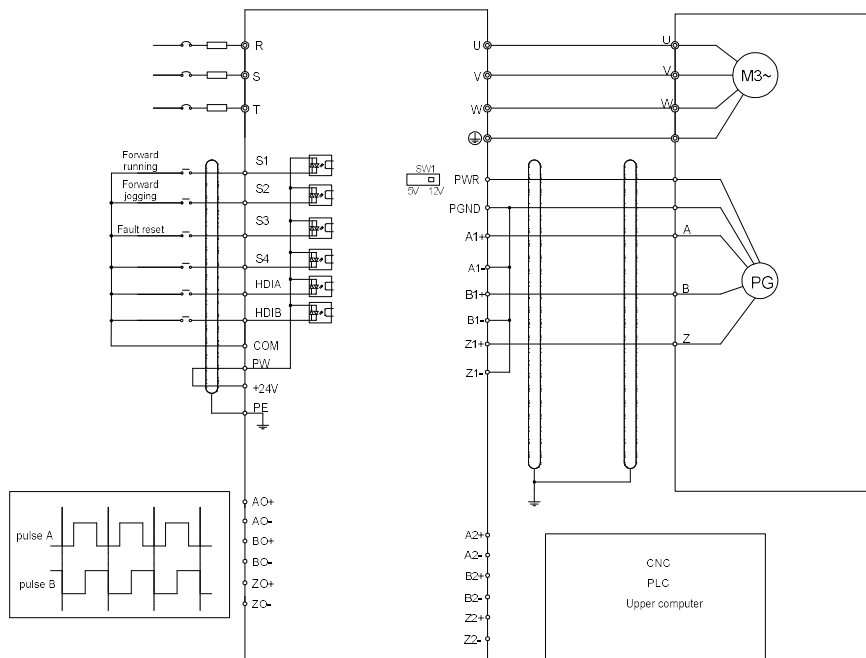 R
S
T
U
V
W
U
V
W
M3~
Forward
running
Forward
jogging
Fault reset
S1
S2
S3
S4
HDIA
HDIB
COM
PW
+24V
PE
SW1
5V 12V
PWR
PGND
A1+
A1-
B1+
B1-
Z1+
Z1-
A
B
Z
PG
pulse A
pulse B
AO+
AO-
BO+
BO-
ZO+
ZO-
A2+
A2-
B2+
B2-
Z2+
Z2-
CNC
PLC
Upper computer